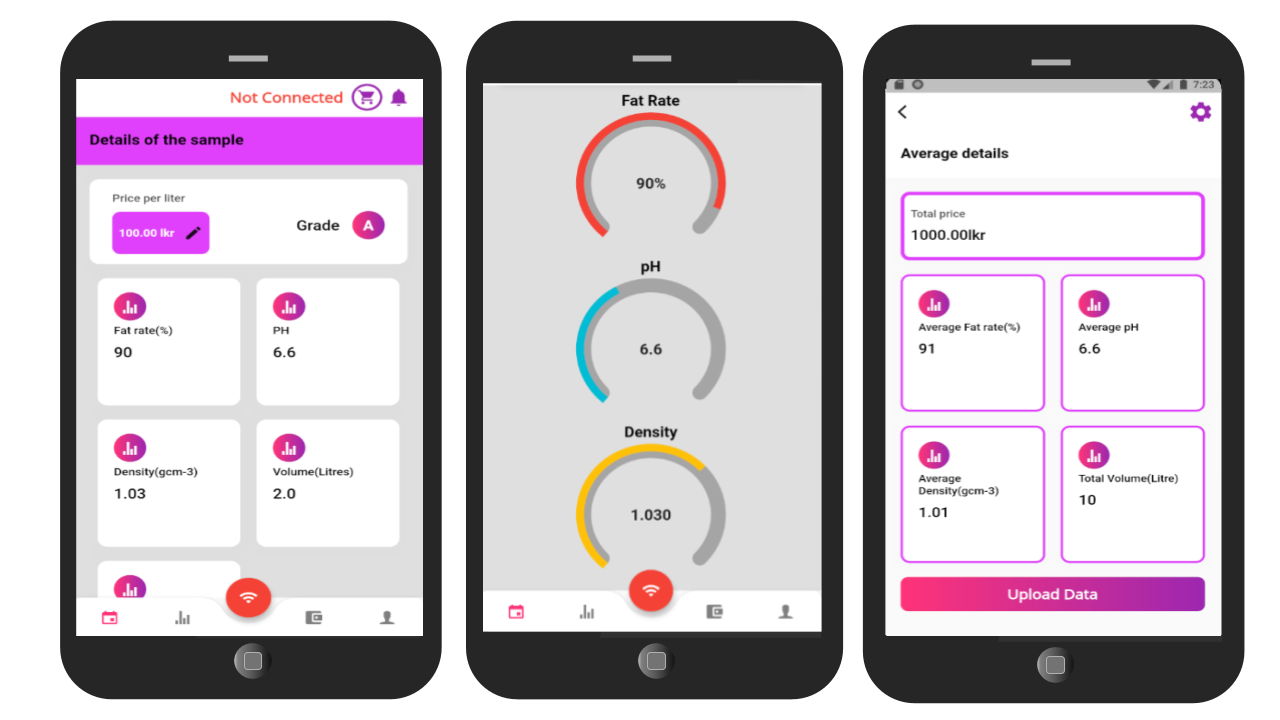 Not Connected
Details of the sample
Price per liter
100.00 lkr
Grade
A
Fat rate(%)
90
PH
6.6
Density(gcm-3)
1.03
Volume(Litres)
2.0
Fat Rate
90%
pH
6.6
Density
1.030
7:23
Average details
Total price
1000.00lkr
Average Fat rate(%)
91
Average pH
6.6
Average
Density(gcm-3)
1.01
Total Volume(Litre)
10
Upload Data